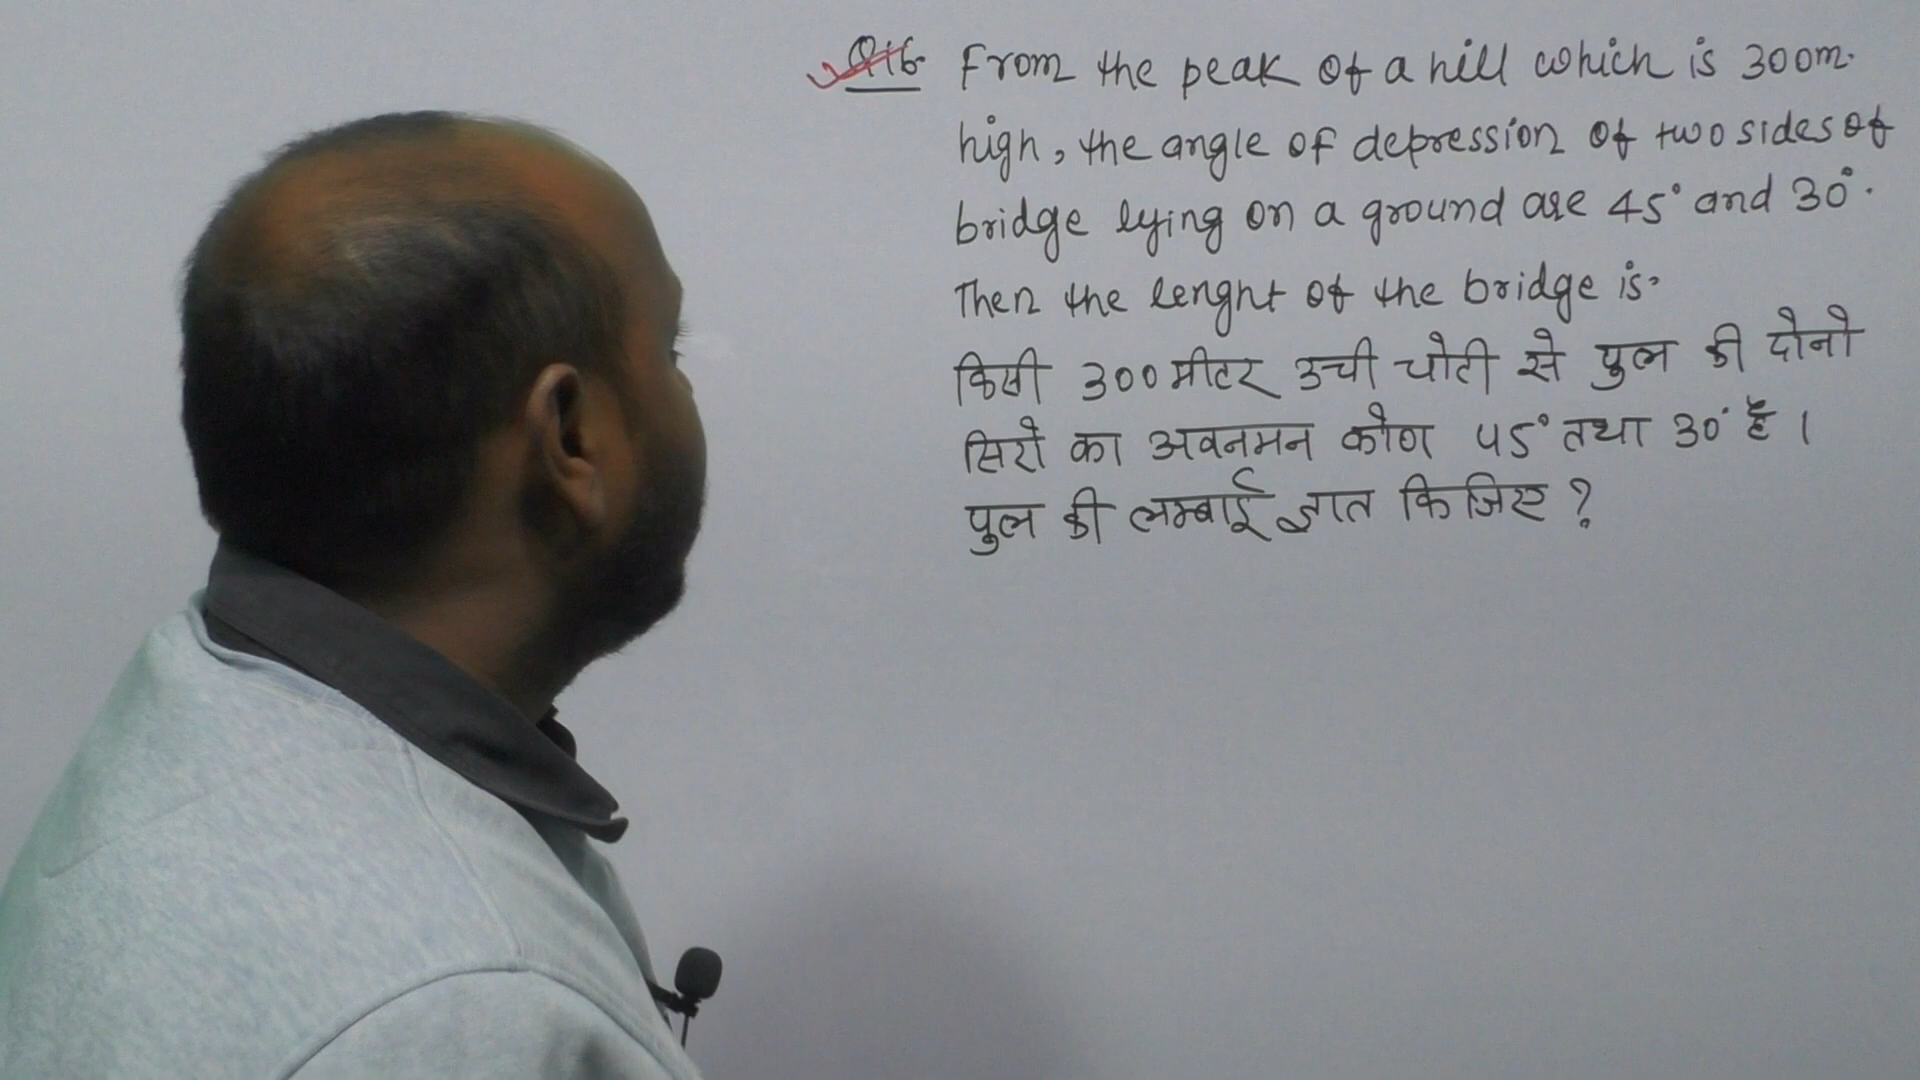 Q.16. From the peak of a hill which is 300m.
high, the angle of depression of two sides of
bridge lying on a ground are 45° and 30°.
Then the lenght of the bridge is.
किसी 300 मीटर उची चोटी से पुल की दोनो
सिरो का अवनमन कोण 45° तथा 30° है ।
पुल की लम्बाई ज्ञात किजिए ?